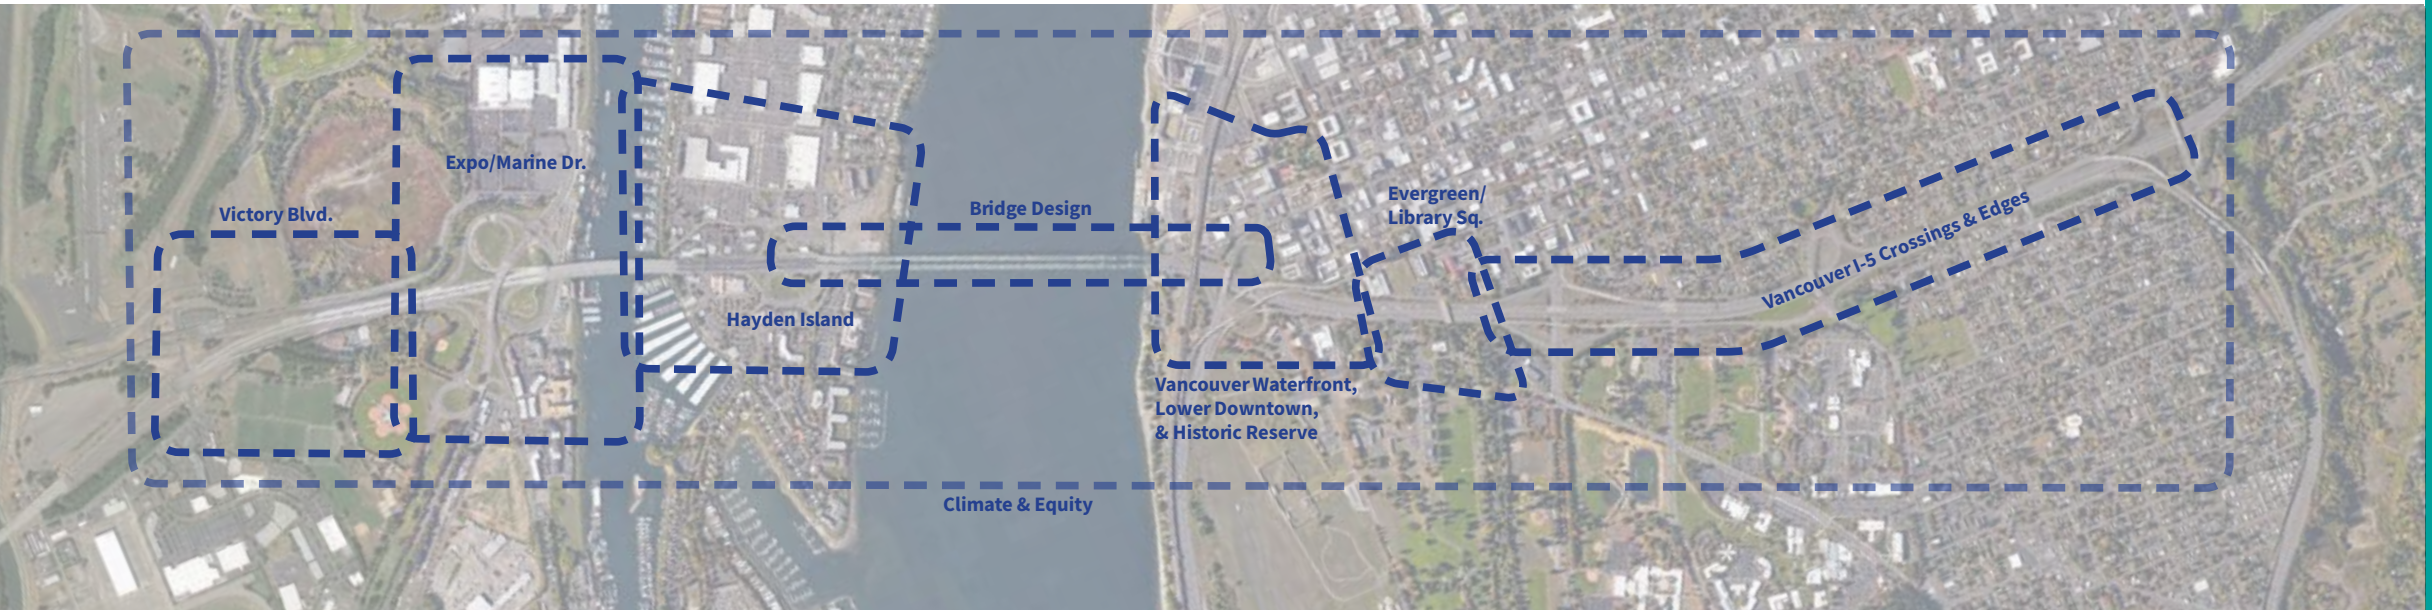 Expo/Marine Dr.
Victory Blvd.
Bridge Design
Evergreen/
Library Sq.
Vancouver I-5 Crossings & Edges
Hayden Island
Vancouver Waterfront,
Lower Downtown,
& Historic Reserve
Climate & Equity